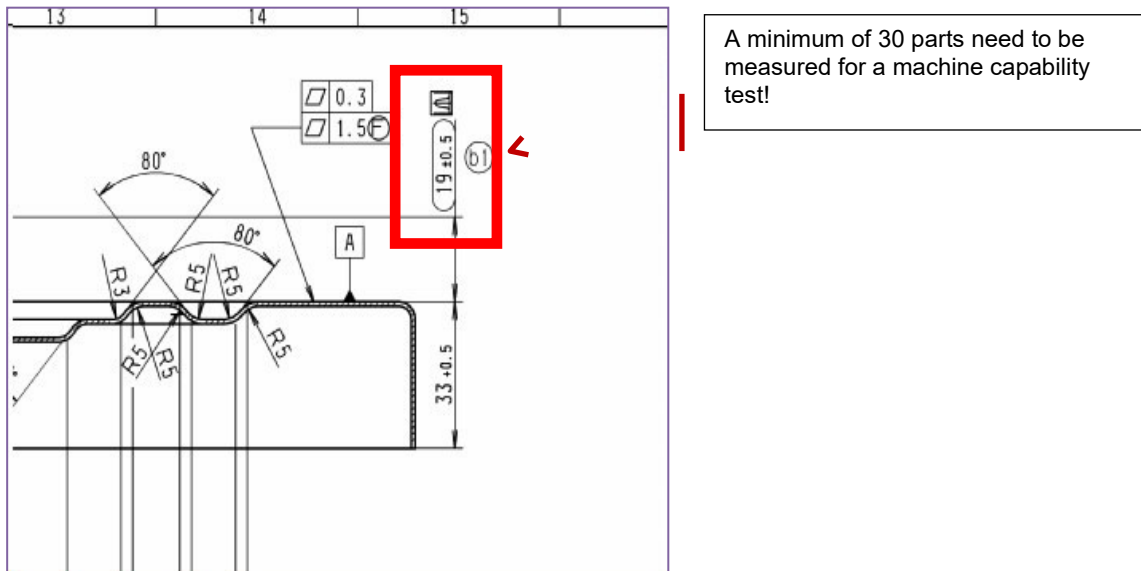 13 14 15
0.3
1.5 Ⓕ
19 ±0.5
b1
80°
80°
A
R3
R5
R5
R5
R5
R5
33 +0.5
A minimum of 30 parts need to be
measured for a machine capability
test!